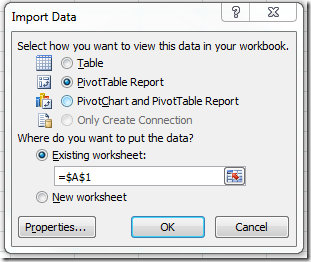 Import Data
Select how you want to view this data in your workbook.
Table
PivotTable Report
PivotChart and PivotTable Report
Only Create Connection
Where do you want to put the data?
Existing worksheet:
=$A$1
New worksheet
Properties... OK Cancel